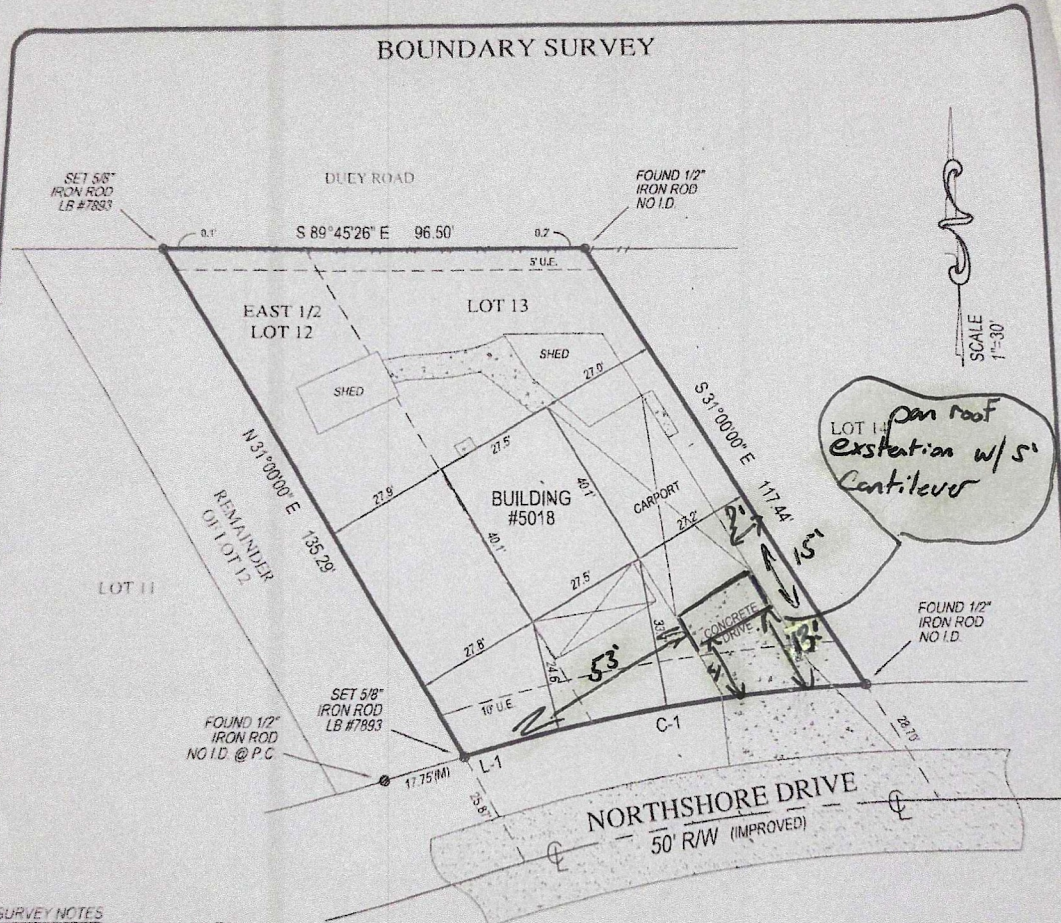 BOUNDARY SURVEY
DUEY ROAD
SET 5/8"
IRON ROD
LB #7893
FOUND 1/2"
IRON ROD
NO I.D.
0.1'
S 89°45'26" E 96.50'
0.2'
5' U.E.
EAST 1/2
LOT 12
LOT 13
SCALE
1"=30'
SHED
SHED
27.0'
27.5'
27.9'
N 31°00'00" E 135.29'
S 31°00'00" E 117.44'
LOT 14
pan roof
exstention w/ 5'
Cantilever
BUILDING
#5018
40.1'
40.1'
CARPORT
27.2'
2'
15'
REMAINDER
OF LOT 12
LOT 11
27.5'
27.8'
24.6'
53'
CONCRETE
DRIVE
FOUND 1/2"
IRON ROD
NO I.D.
10' U.E.
SET 5/8"
IRON ROD
LB #7893
FOUND 1/2"
IRON ROD
NO I.D. @ P.C
17.75'(M)
L-1
C-1
25.87'
28.70'
NORTHSHORE DRIVE
50' R/W (IMPROVED)
SURVEY NOTES